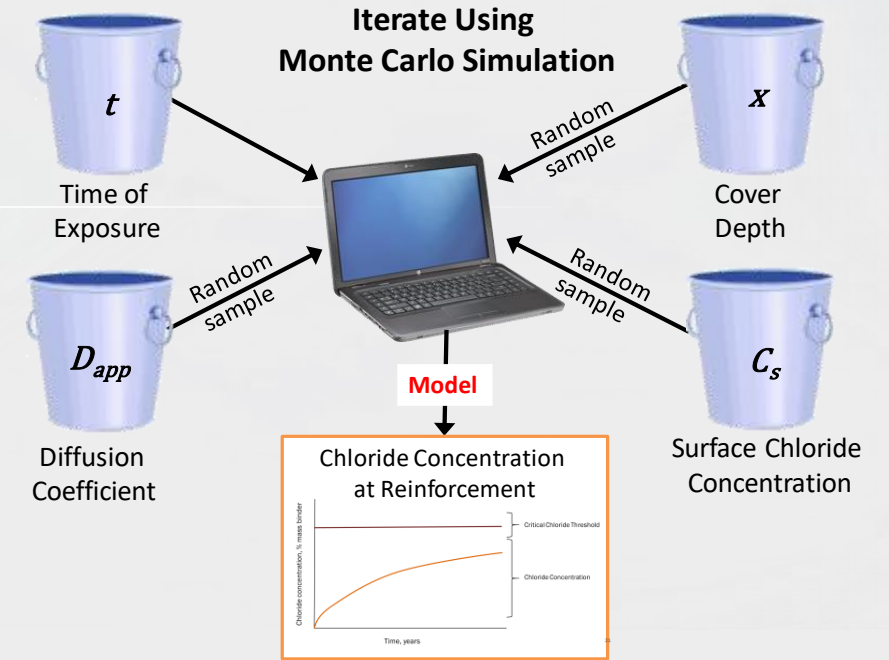 Iterate Using
Monte Carlo Simulation
t
Time of
Exposure
x
Cover
Depth
Random
sample
Random
sample
Random
sample
D_app
Diffusion
Coefficient
C_s
Surface Chloride
Concentration
Model
Chloride Concentration
at Reinforcement
Chloride concentration, % mass binder
Critical Chloride Threshold
Chloride Concentration
Time, years